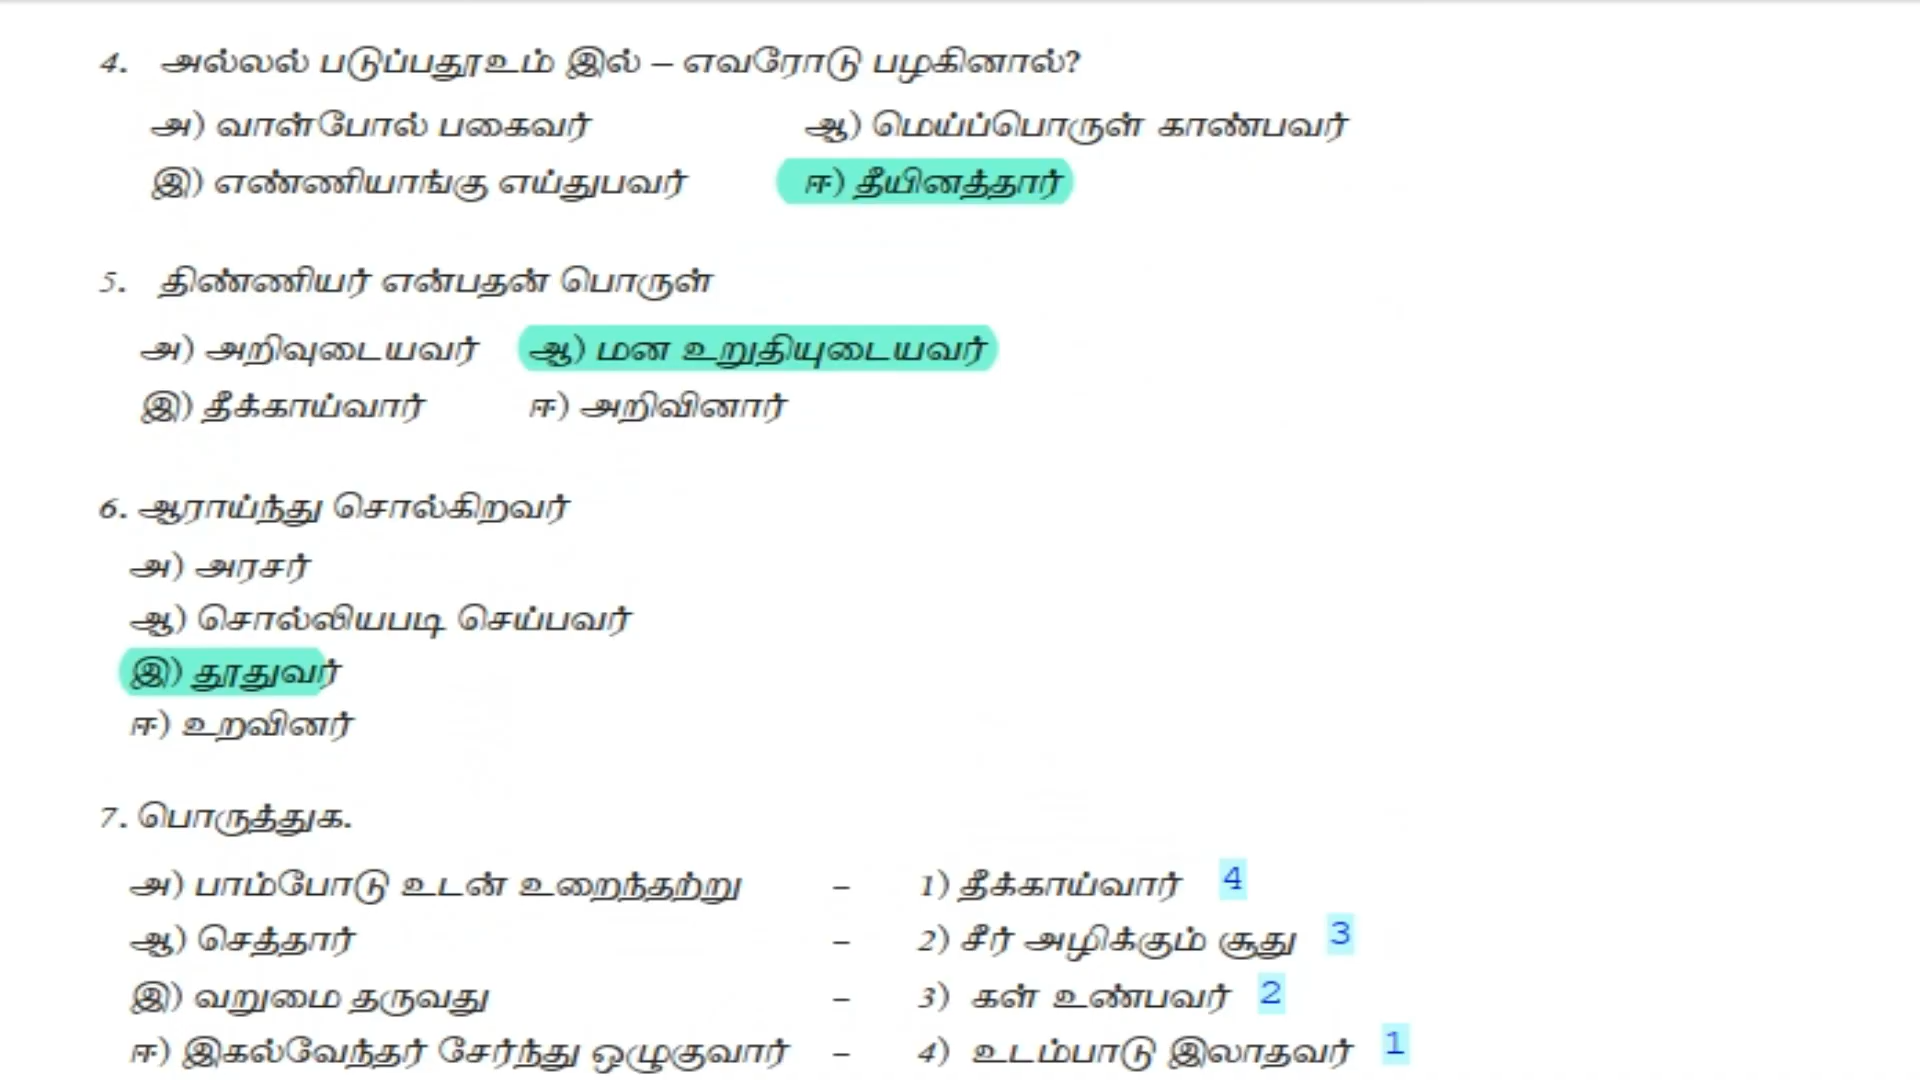 4. அல்லல் படுப்பதூஉம் இல் – எவரோடு பழகினால்?
அ) வாள்போல் பகைவர் ஆ) மெய்ப்பொருள் காண்பவர்
இ) எண்ணியாங்கு எய்துபவர் ஈ) தீயினத்தார்
5. திண்ணியர் என்பதன் பொருள்
அ) அறிவுடையவர் ஆ) மன உறுதியுடையவர்
இ) தீக்காய்வார் ஈ) அறிவினார்
6. ஆராய்ந்து சொல்கிறவர்
அ) அரசர்
ஆ) சொல்லியபடி செய்பவர்
இ) தூதுவர்
ஈ) உறவினர்
7. பொருத்துக.
அ) பாம்போடு உடன் உறைந்தற்று – 1) தீக்காய்வார் 4
ஆ) செத்தார் – 2) சீர் அழிக்கும் சூது 3
இ) வறுமை தருவது – 3) கள் உண்பவர் 2
ஈ) இகல்வேந்தர் சேர்ந்து ஒழுகுவார் – 4) உடம்பாடு இலாதவர் 1